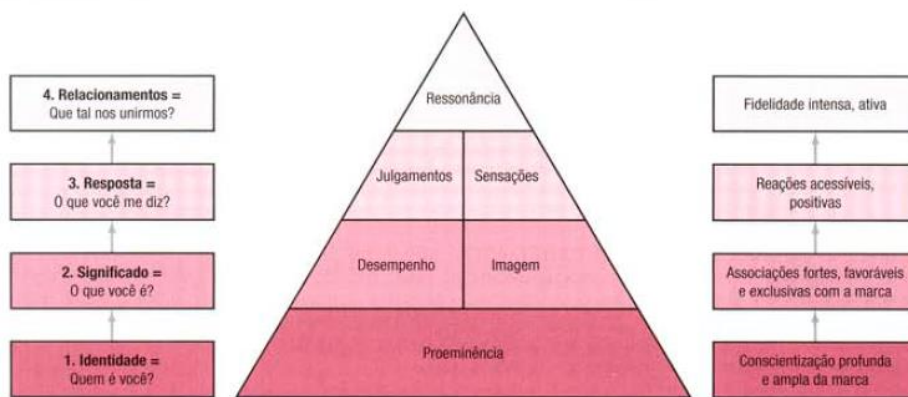 4. Relacionamentos =
Que tal nos unirmos?
3. Resposta =
O que você me diz?
2. Significado =
O que você é?
1. Identidade =
Quem é você?
Ressonância
Julgamentos
Sensações
Desempenho
Imagem
Proeminência
Fidelidade intensa, ativa
Reações acessíveis,
positivas
Associações fortes, favoráveis
e exclusivas com a marca
Conscientização profunda
e ampla da marca